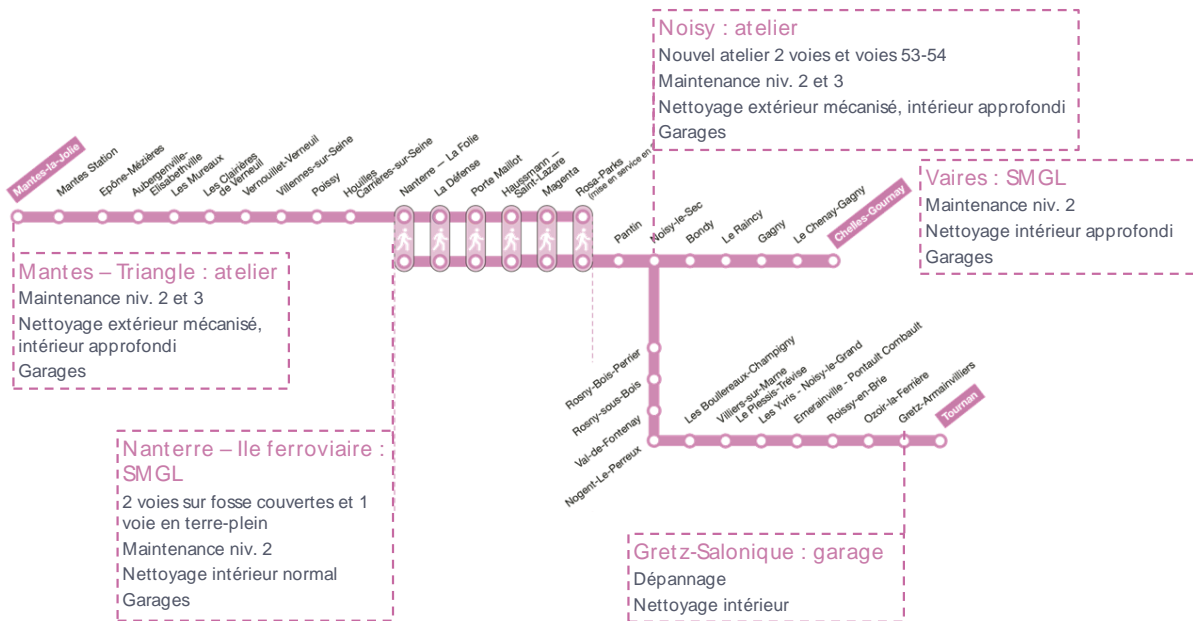 Noisy : atelier
Nouvel atelier 2 voies et voies 53-54
Maintenance niv. 2 et 3
Nettoyage extérieur mécanisé, intérieur approfondi
Garages
Vaires : SMGL
Maintenance niv. 2
Nettoyage intérieur approfondi
Garages
Mantes-la-Jolie
Mantes Station
Epône-Mézières
Aubergenville-
Elisabethville
Les Mureaux
Les Clairières
de Verneuil
Vernouillet-Verneuil
Villennes-sur-Seine
Poissy
Houilles
Carrières-sur-Seine
Nanterre — La Folie
La Défense
Porte Maillot
Haussmann —
Saint-Lazare
Magenta
Rosa-Parks
(mise en service en
Pantin
Noisy-le-Sec
Bondy
Le Raincy
Gagny
Le Chenay-Gagny
Chelles-Gournay
Mantes – Triangle : atelier
Maintenance niv. 2 et 3
Nettoyage extérieur mécanisé,
intérieur approfondi
Garages
Rosny-Bois-Perrier
Rosny-sous-Bois
Val-de-Fontenay
Nogent-Le-Perreux
Les Boullereaux-Champigny
Villiers-sur-Marne
Le Plessis-Trévise
Les Yvris - Noisy-le-Grand
Emerainville - Pontault Combault
Roissy-en-Brie
Ozoir-la-Ferrière
Gretz-Armainvilliers
Tournan
Nanterre – Ile ferroviaire :
SMGL
2 voies sur fosse couvertes et 1
voie en terre-plein
Maintenance niv. 2
Nettoyage intérieur normal
Garages
Gretz-Salonique : garage
Dépannage
Nettoyage intérieur